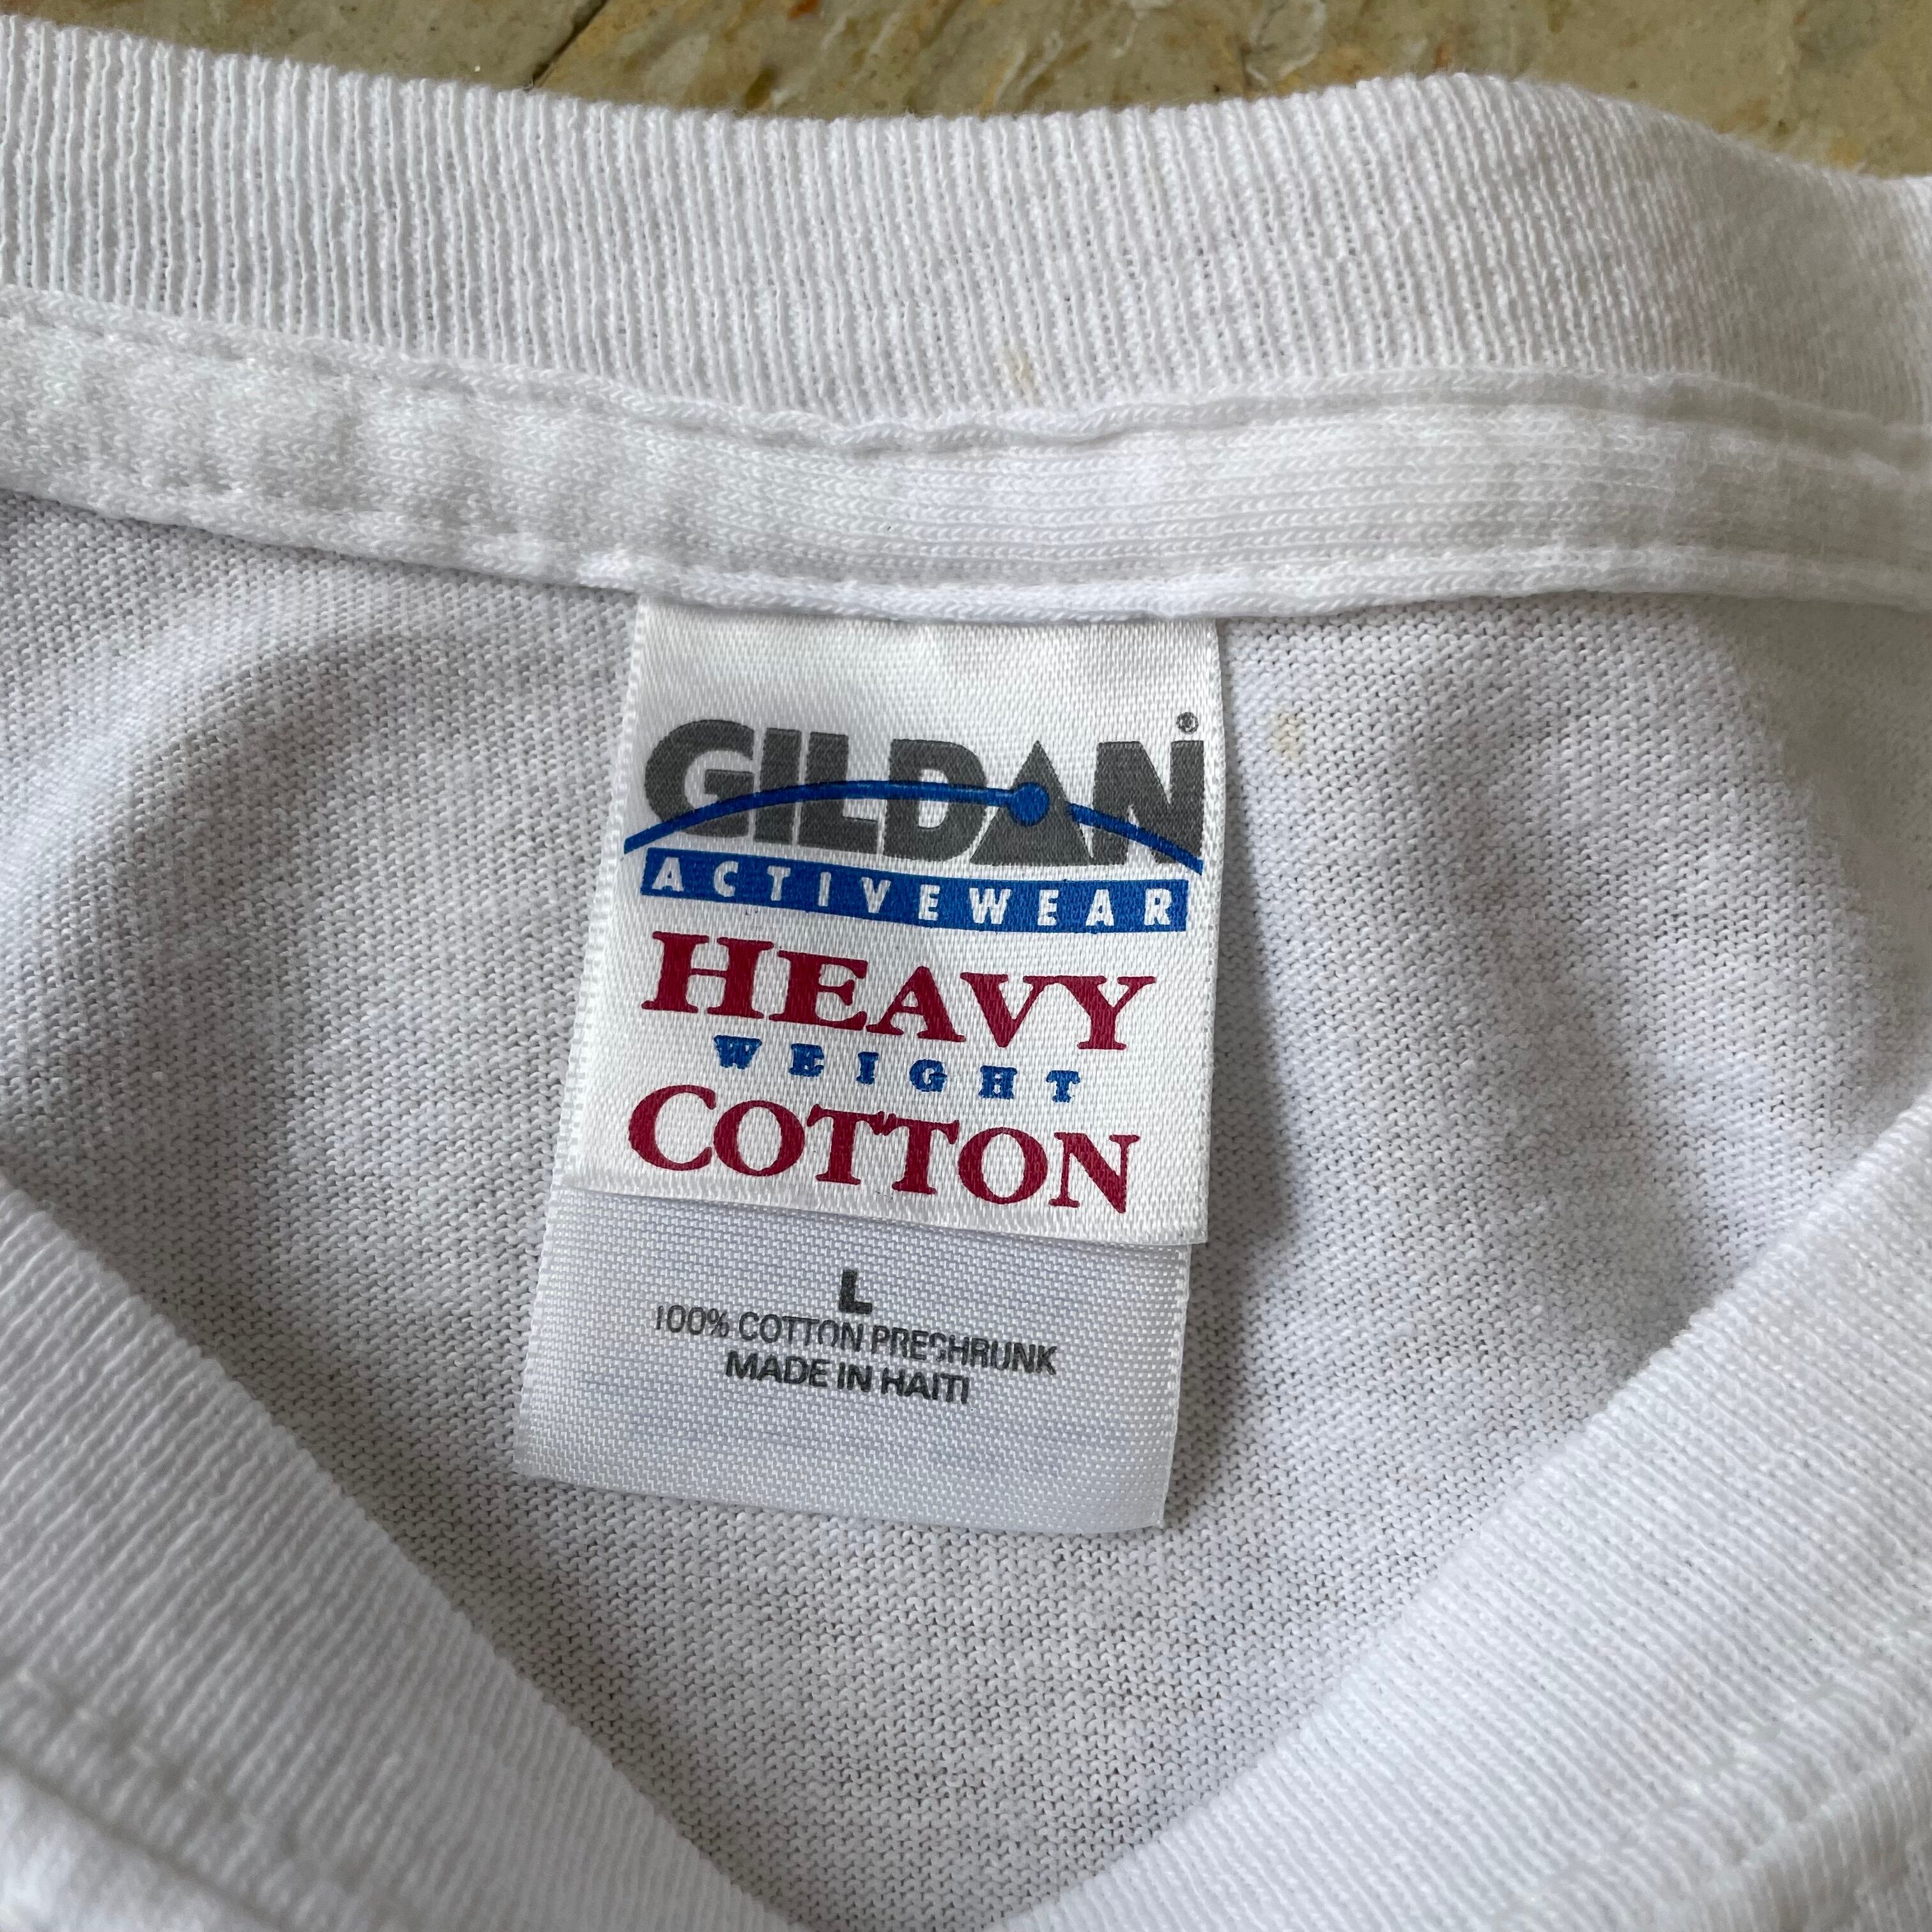 GILDAN®
ACTIVEWEAR
HEAVY
WEIGHT
COTTON
L
100% COTTON PRESHRUNK
MADE IN HAITI